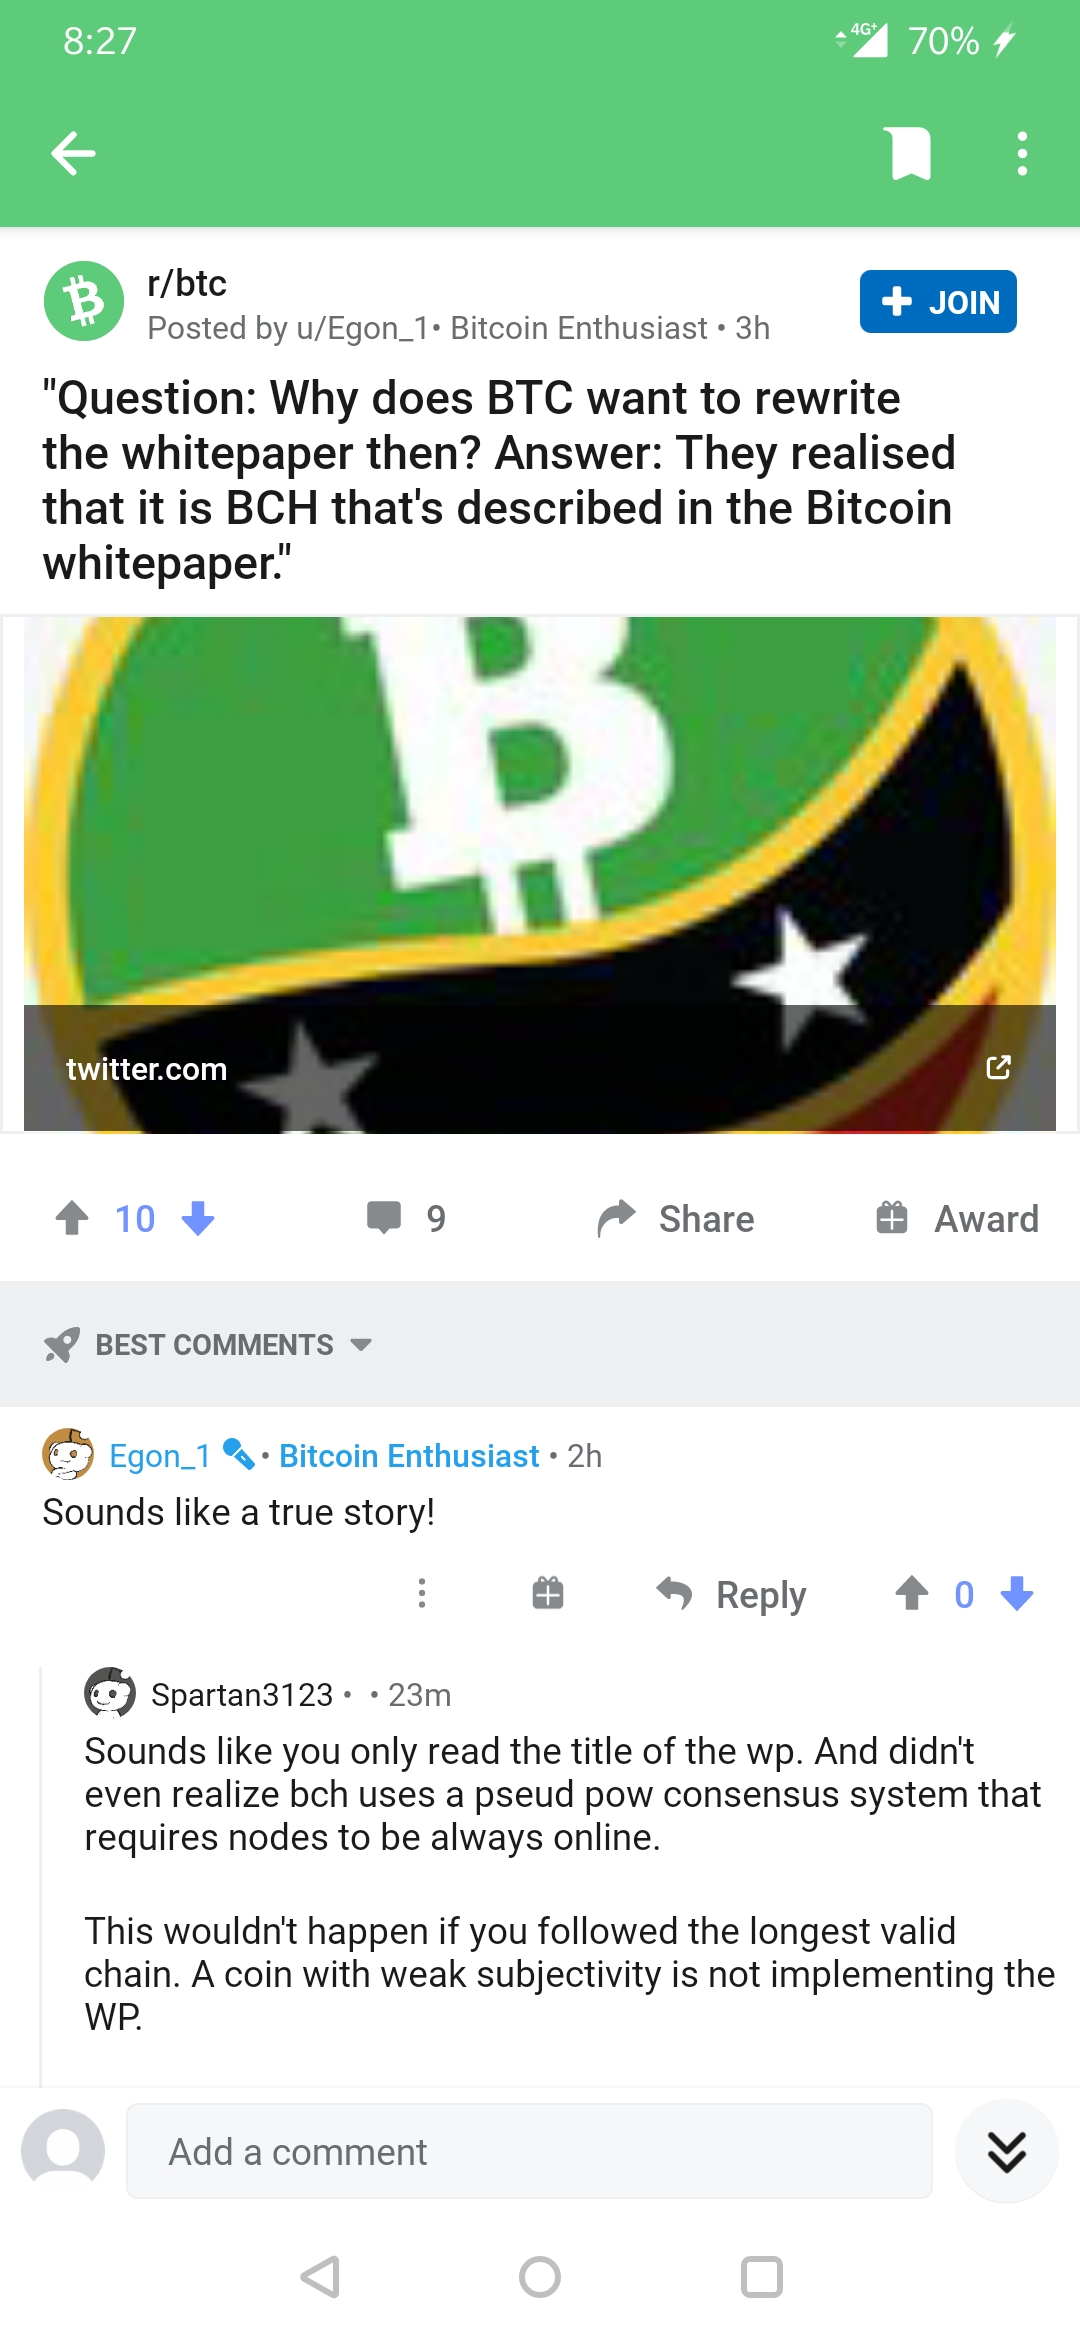 8:27
4G+ 70%
r/btc
Posted by u/Egon_1• Bitcoin Enthusiast • 3h
JOIN
"Question: Why does BTC want to rewrite
the whitepaper then? Answer: They realised
that it is BCH that's described in the Bitcoin
whitepaper."
twitter.com
10
9
Share
Award
BEST COMMENTS
Egon_1 • Bitcoin Enthusiast • 2h
Sounds like a true story!
Reply
0
Spartan3123 • • 23m
Sounds like you only read the title of the wp. And didn't
even realize bch uses a pseud pow consensus system that
requires nodes to be always online.
This wouldn't happen if you followed the longest valid
chain. A coin with weak subjectivity is not implementing the
WP.
Add a comment